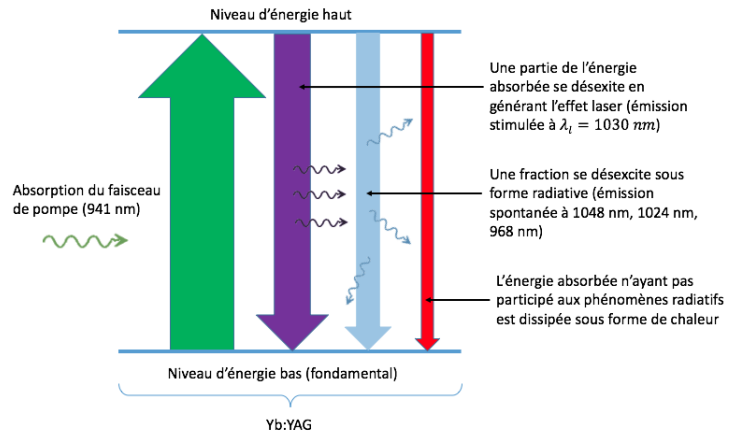 Niveau d'énergie haut
Une partie de l'énergie
absorbée se désexite en
générant l'effet laser (émission
stimulée à λₗ = 1030 nm)
Absorption du faisceau
de pompe (941 nm)
Une fraction se désexcite sous
forme radiative (émission
spontanée à 1048 nm, 1024 nm,
968 nm)
L'énergie absorbée n'ayant pas
participé aux phénomènes radiatifs
est dissipée sous forme de chaleur
Niveau d'énergie bas (fondamental)
Yb:YAG